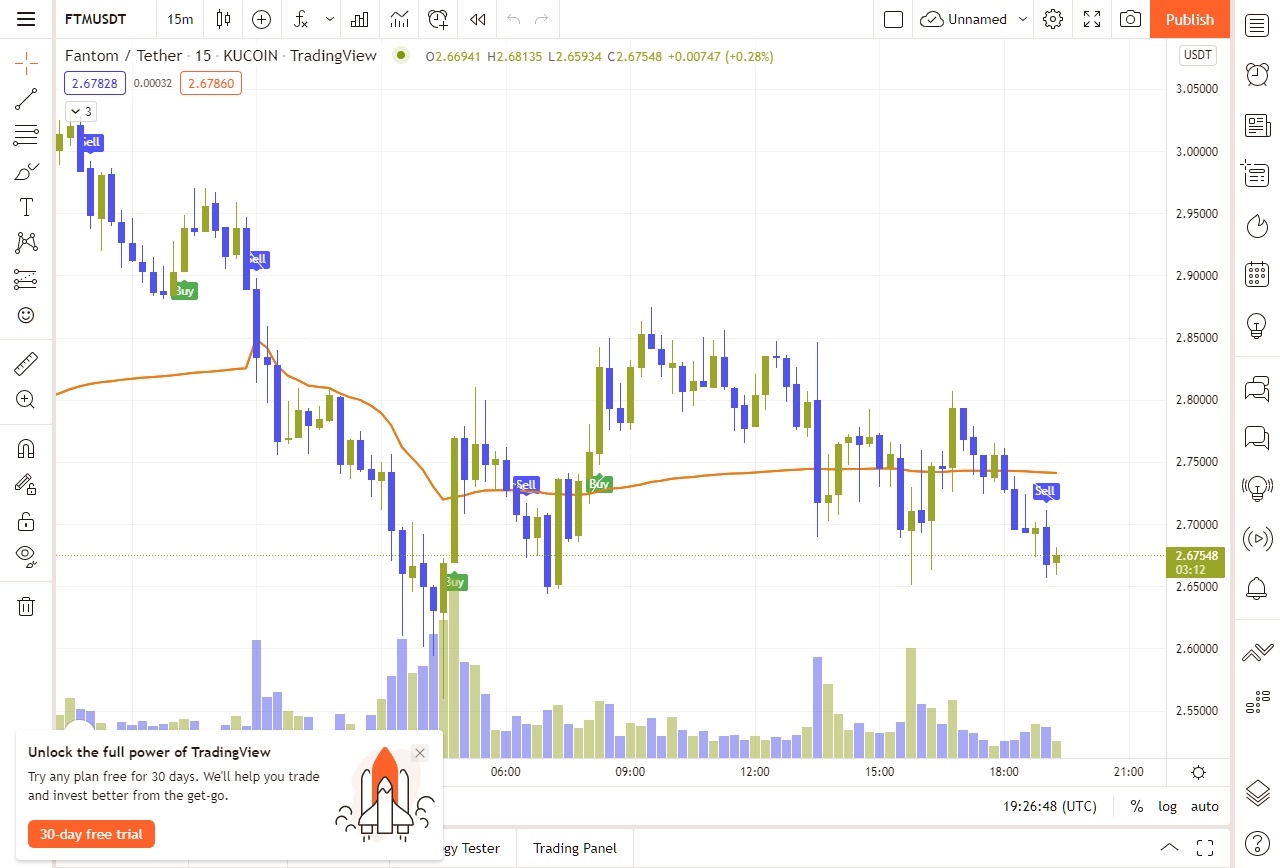 FTMUSDT
15m
Unnamed
Publish
Fantom / Tether · 15 · KUCOIN · TradingView
O2.66941 H2.68135 L2.65934 C2.67548 +0.00747 (+0.28%)
USDT
2.67828 0.00032 2.67860
3
3.05000
Sell
3.00000
2.95000
Sell
2.90000
Buy
2.85000
2.80000
2.75000
Sell
Buy
Sell
2.70000
2.67548
03:12
Buy
2.65000
2.60000
2.55000
Unlock the full power of TradingView
Try any plan free for 30 days. We'll help you trade
and invest better from the get-go.
30-day free trial
06:00 09:00 12:00 15:00 18:00 21:00
19:26:48 (UTC) % log auto
gy Tester
Trading Panel